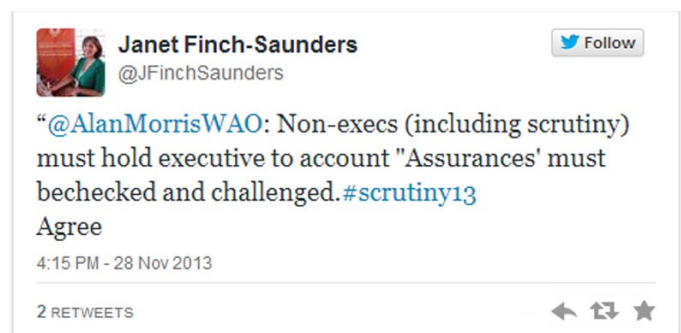 Janet Finch-Saunders
Follow
@JFinchSaunders
“@AlanMorrisWAO: Non-execs (including scrutiny)
must hold executive to account "Assurances' must
bechecked and challenged.#scrutiny13
Agree
4:15 PM - 28 Nov 2013
2 RETWEETS